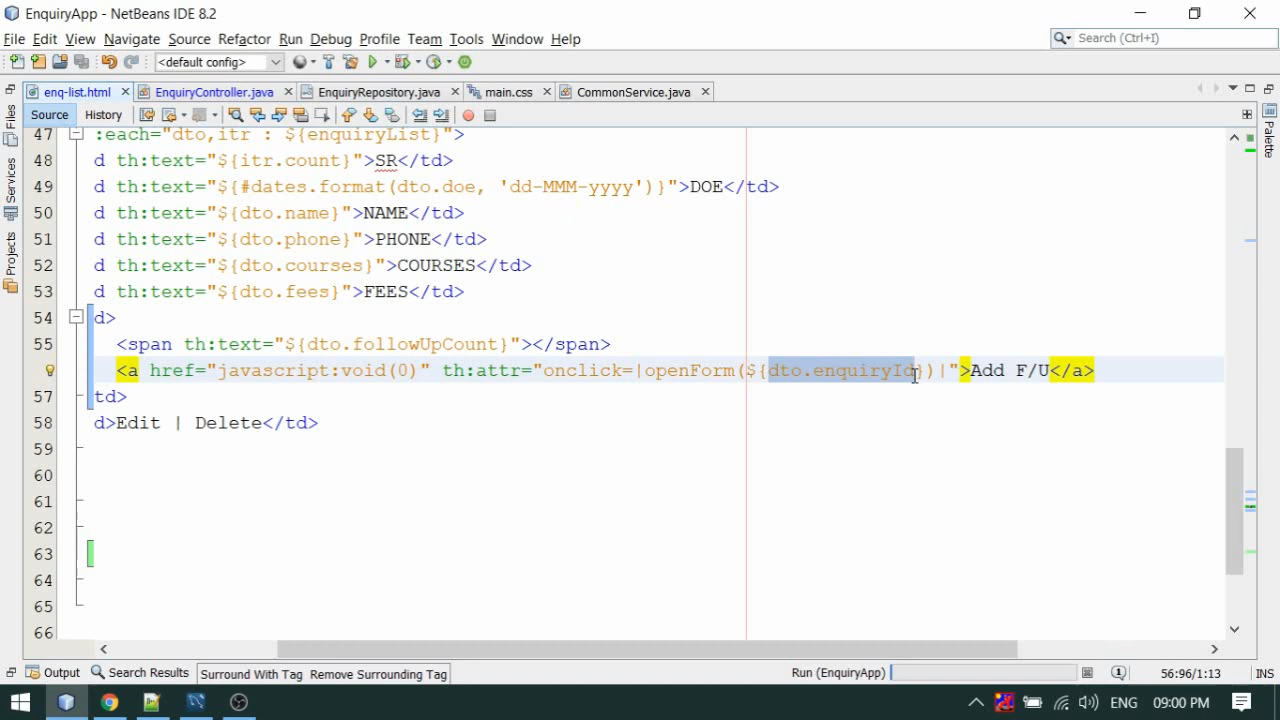 EnquiryApp - NetBeans IDE 8.2
File Edit View Navigate Source Refactor Run Debug Profile Team Tools Window Help
Search (Ctrl+I)
<default config>
enq-list.html EnquiryController.java EnquiryRepository.java main.css CommonService.java
Source History
Files
Services
Projects
Palette
47 :each="dto,itr : ${enquiryList}">
48 d th:text="${itr.count}">SR</td>
49 d th:text="${#dates.format(dto.doe, 'dd-MMM-yyyy')}">DOE</td>
50 d th:text="${dto.name}">NAME</td>
51 d th:text="${dto.phone}">PHONE</td>
52 d th:text="${dto.courses}">COURSES</td>
53 d th:text="${dto.fees}">FEES</td>
54 d>
55 <span th:text="${dto.followUpCount}"></span>
<a href="javascript:void(0)" th:attr="onclick=|openForm(${dto.enquiryId})|">Add F/U</a>
57 td>
58 d>Edit | Delete</td>
59
60
61
62
63
64
65
66
Output Search Results Surround With Tag Remove Surrounding Tag Run (EnquiryApp) 1 56:96/1:13 INS
ENG 09:00 PM